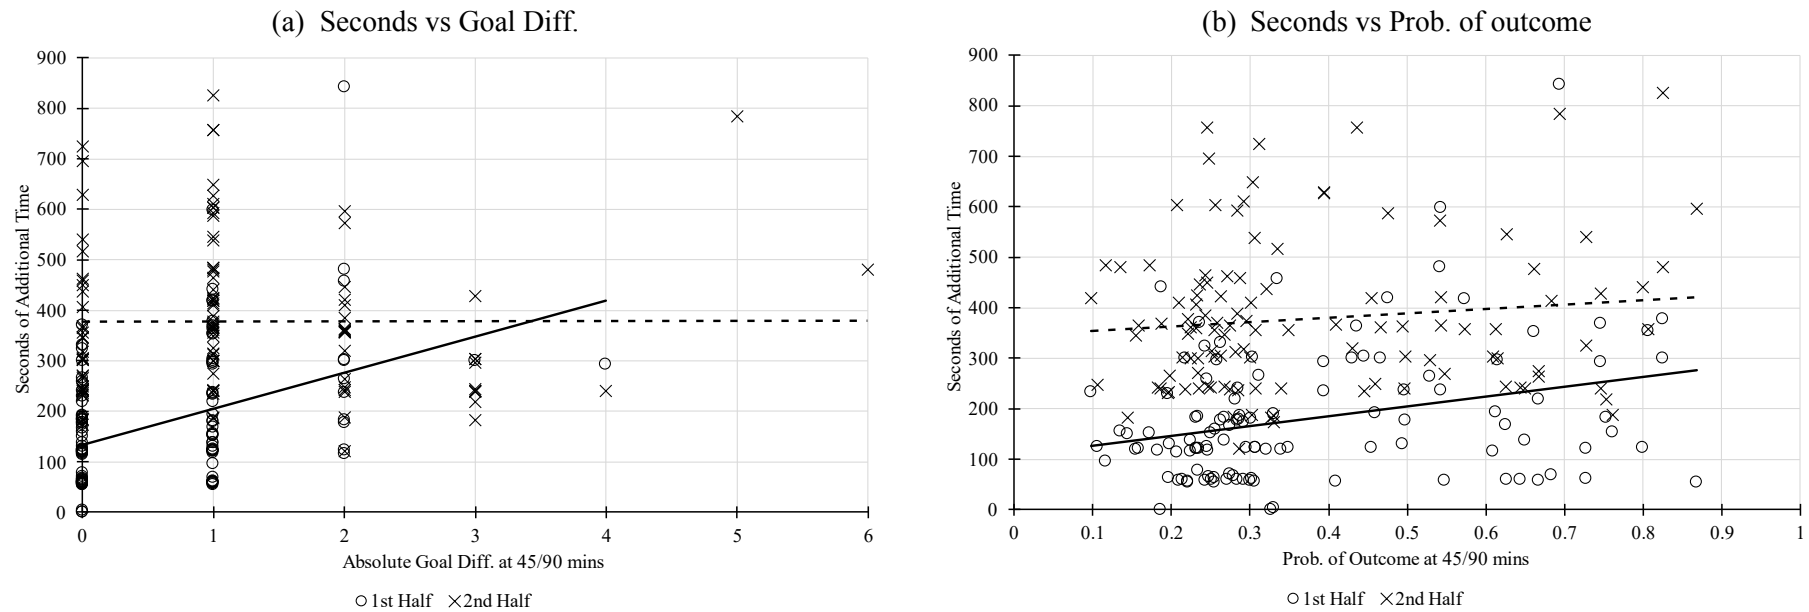 (a) Seconds vs Goal Diff.
900
800
700
600
500
400
300
200
100
0
Seconds of Additional Time
0 1 2 3 4 5 6
Absolute Goal Diff. at 45/90 mins
1st Half 2nd Half
(b) Seconds vs Prob. of outcome
900
800
700
600
500
400
300
200
100
0
Seconds of Additional Time
0 0.1 0.2 0.3 0.4 0.5 0.6 0.7 0.8 0.9 1
Prob. of Outcome at 45/90 mins
1st Half 2nd Half